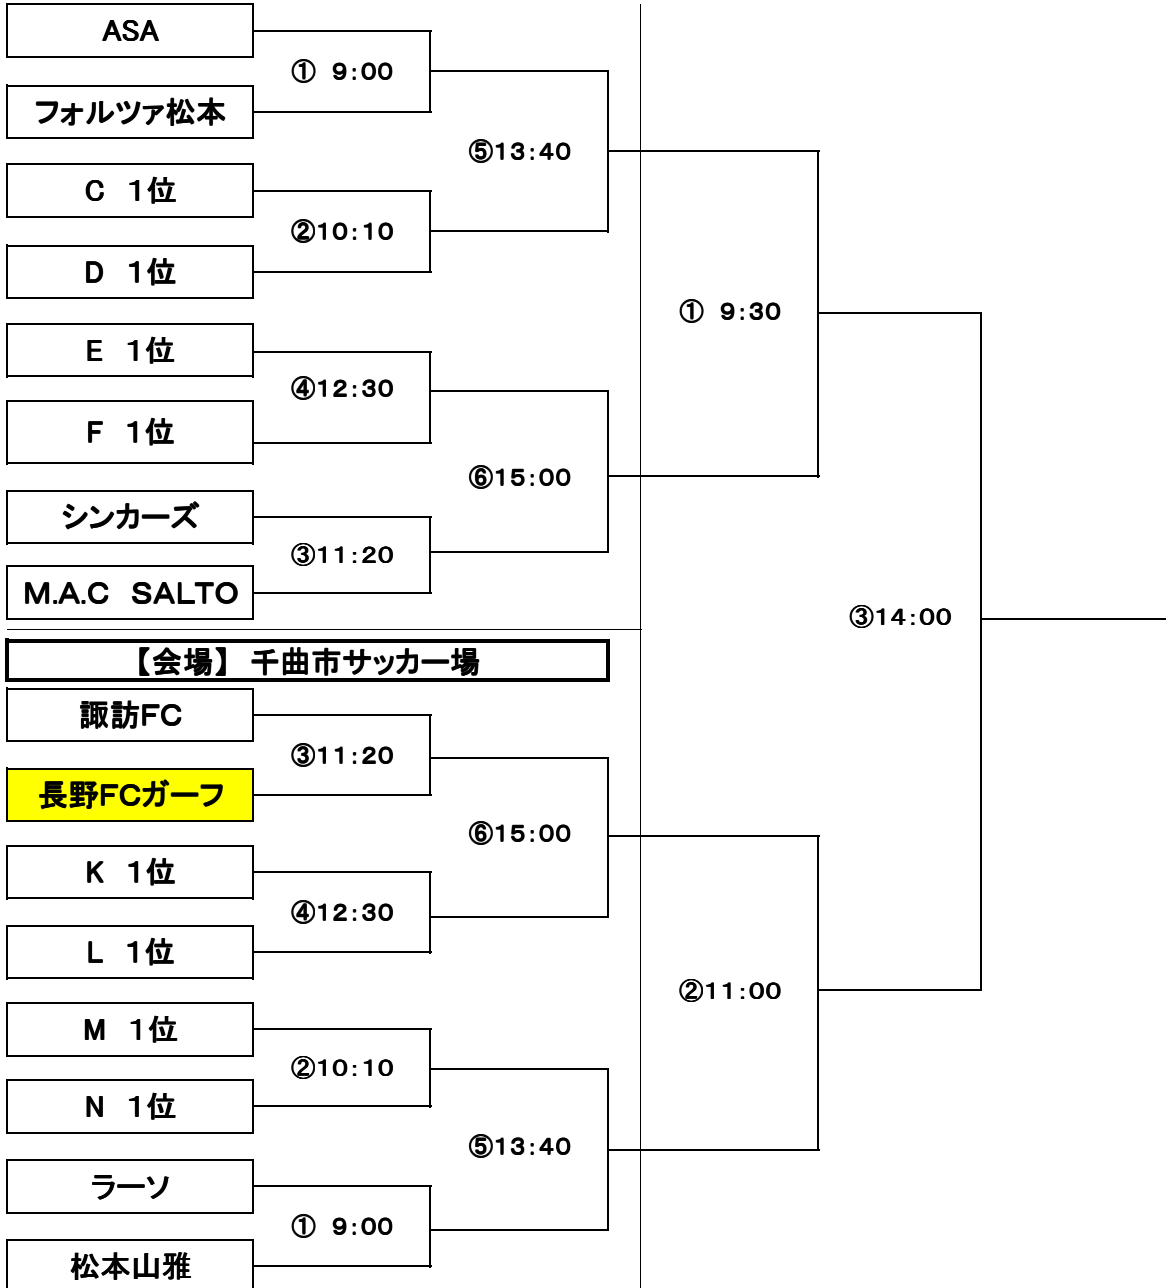 ASA
① 9:00
フォルツァ松本
⑤13:40
C 1位
②10:10
D 1位
① 9:30
E 1位
④12:30
F 1位
⑥15:00
シンカーズ
③11:20
M.A.C SALTO
③14:00
【会場】 千曲市サッカー場
諏訪FC
③11:20
長野FCガーフ
⑥15:00
K 1位
④12:30
L 1位
②11:00
M 1位
②10:10
N 1位
⑤13:40
ラーソ
① 9:00
松本山雅